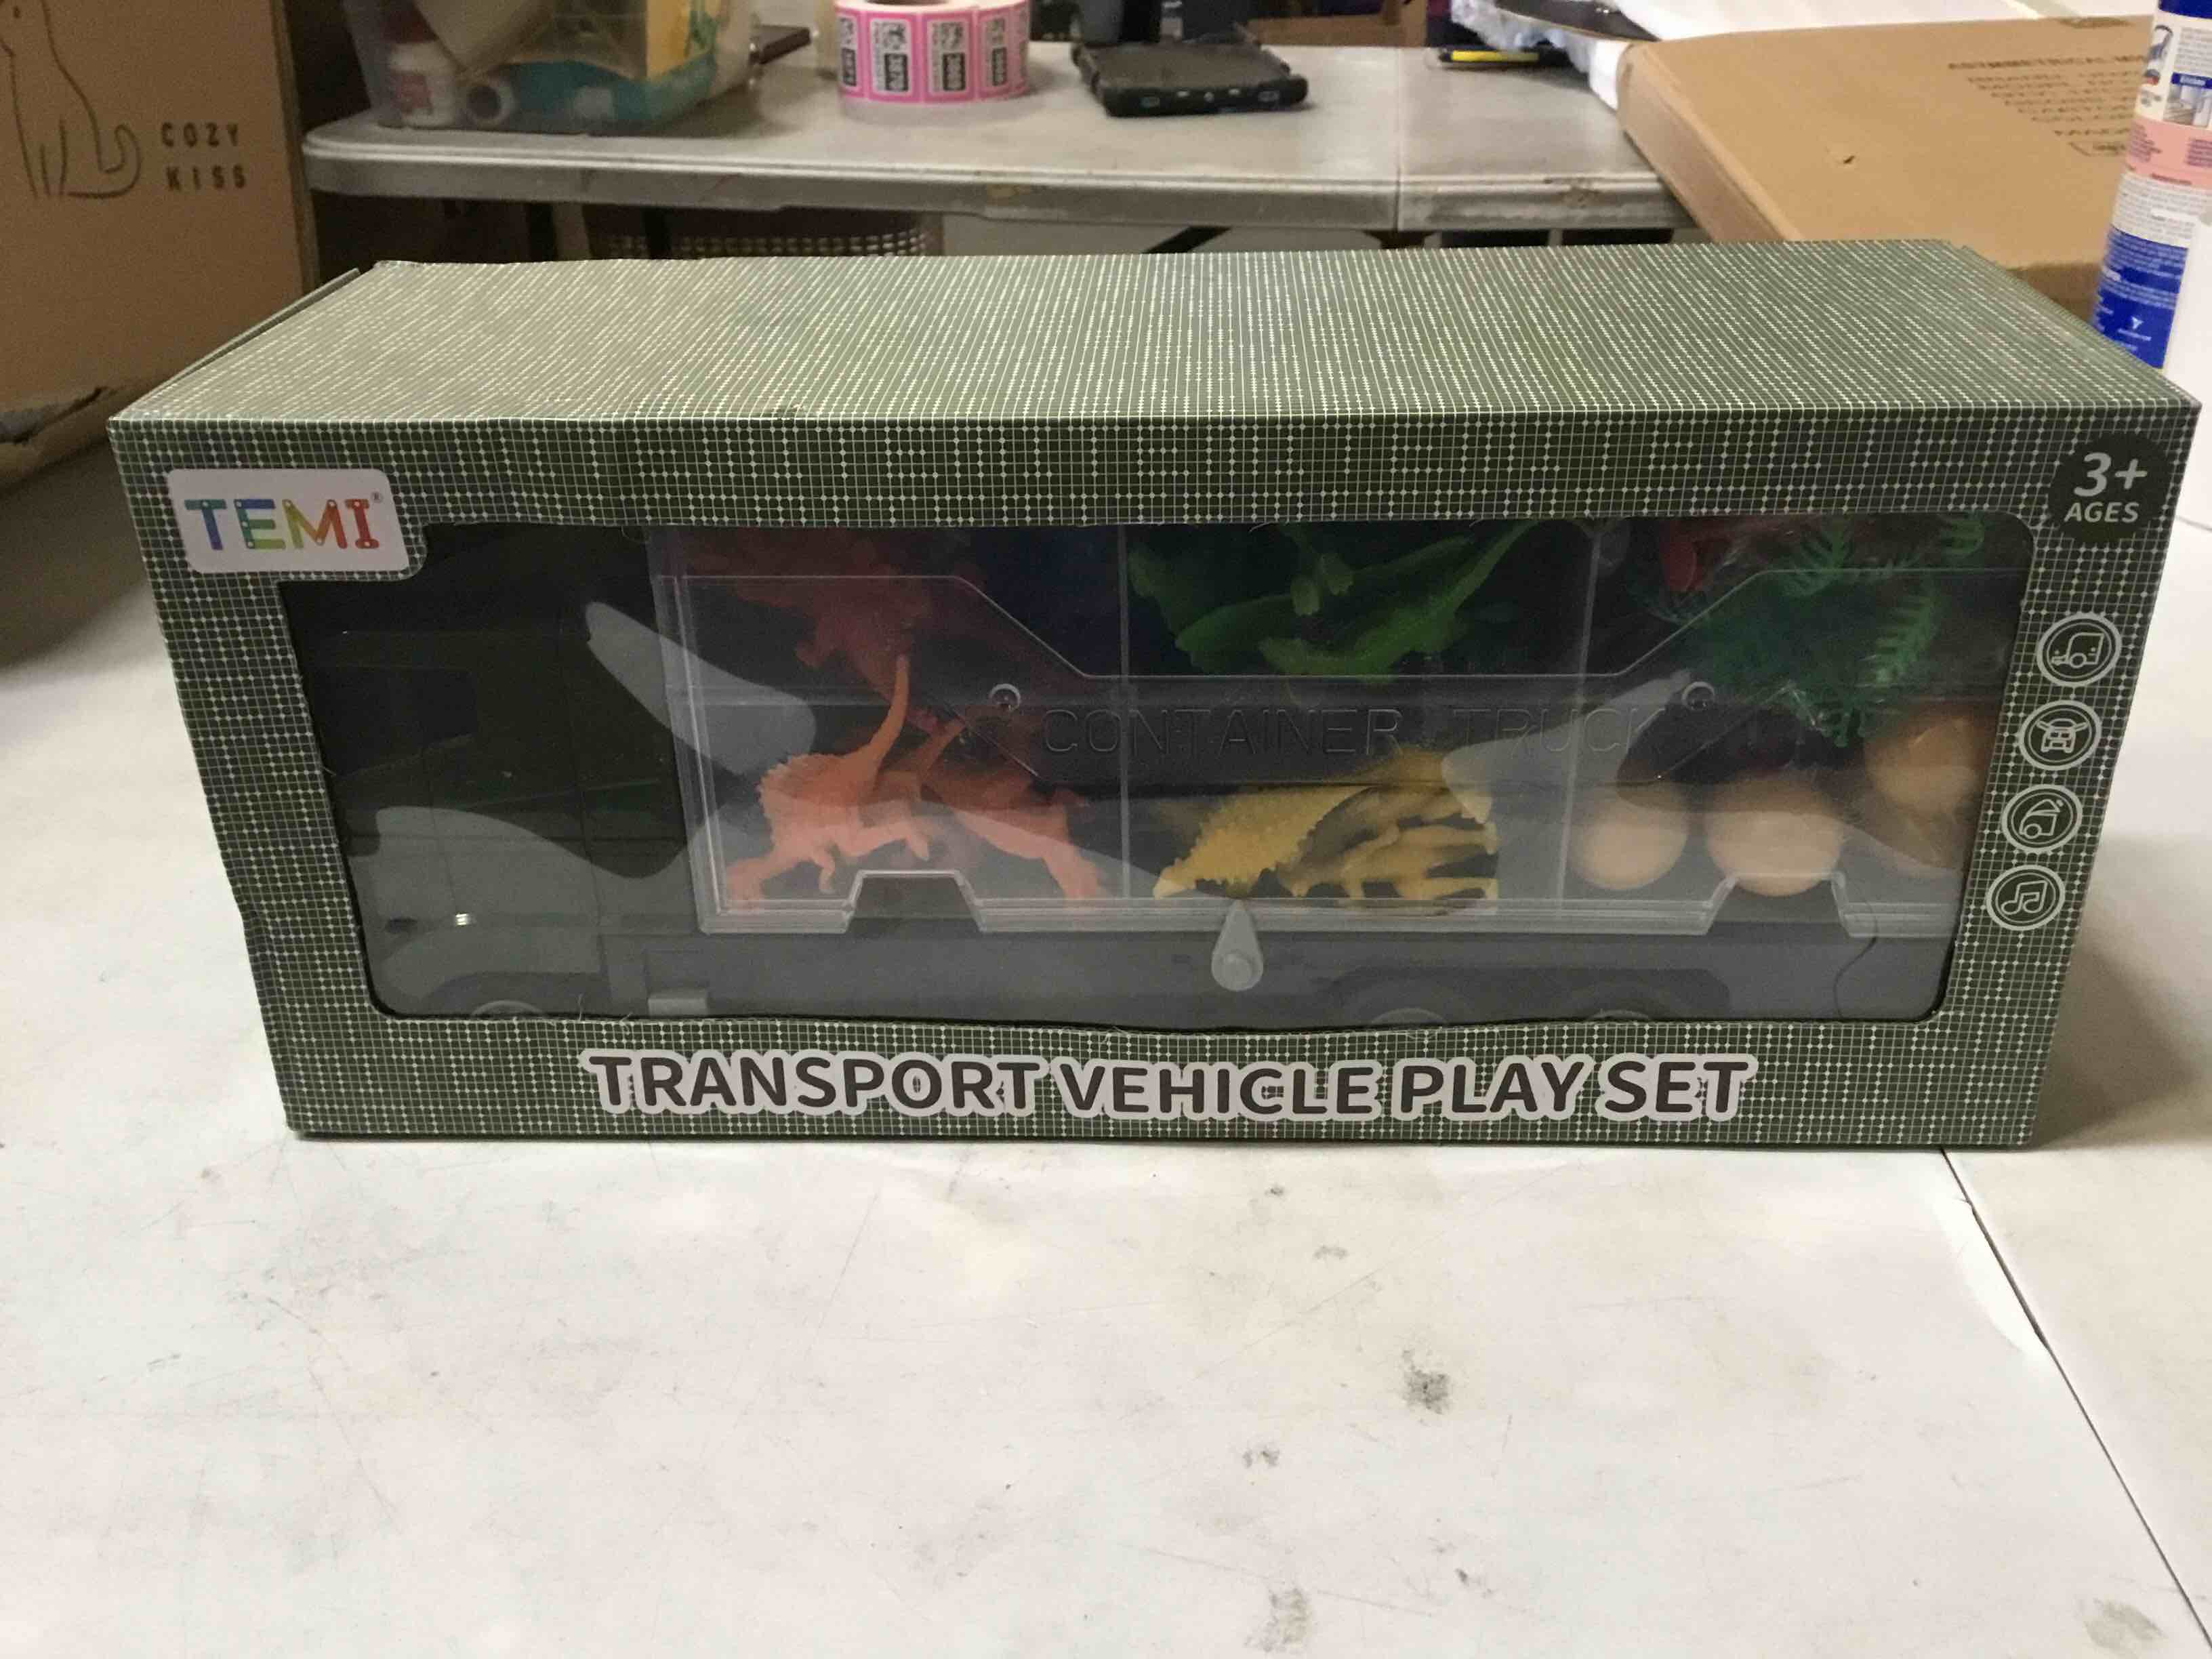 COZY
KISS
TEMI®
3+
AGES
CONTAINER TRUCK
TRANSPORT VEHICLE PLAY SET